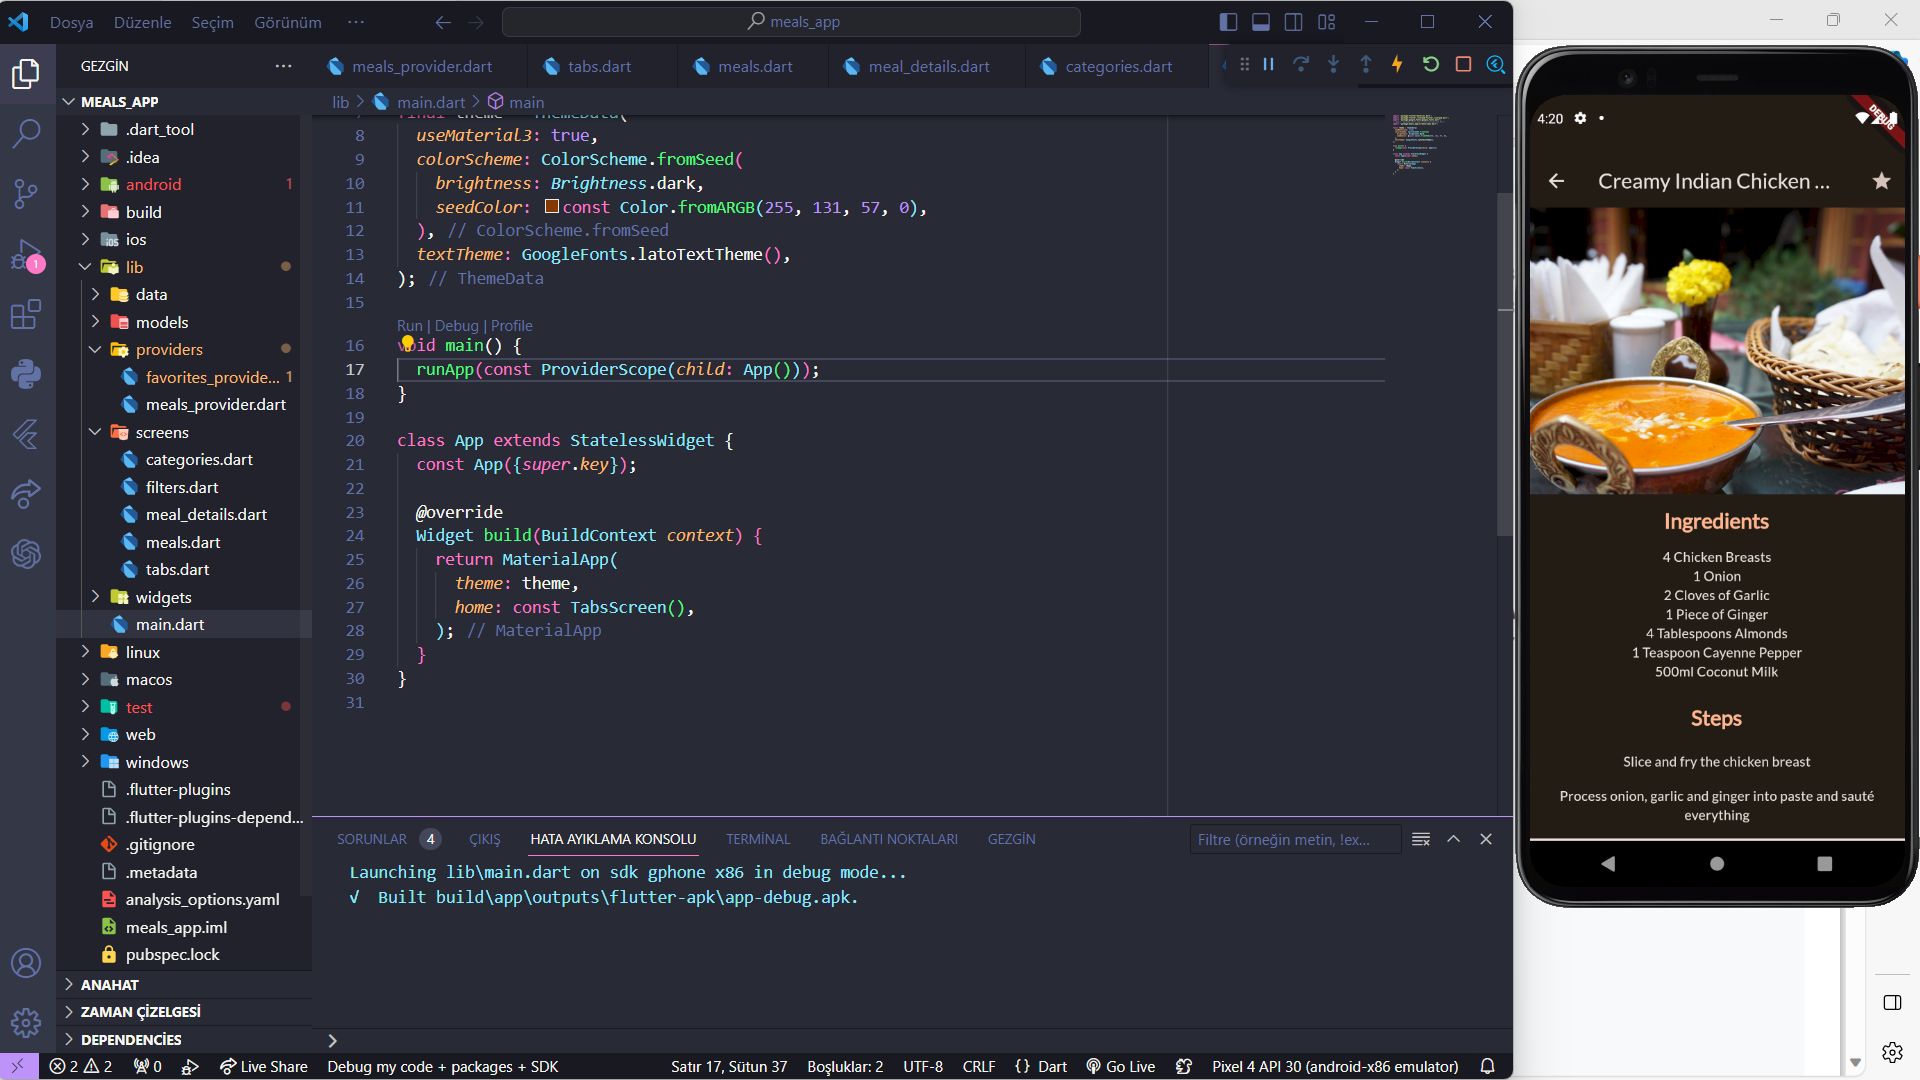 Dosya Düzenle Seçim Görünüm ··· meals_app
GEZGİN ···
meals_provider.dart tabs.dart meals.dart meal_details.dart categories.dart
MEALS_APP
.dart_tool
.idea
android 1
build
ios
lib
data
models
providers
favorites_provide... 1
meals_provider.dart
screens
categories.dart
filters.dart
meal_details.dart
meals.dart
tabs.dart
widgets
main.dart
linux
macos
test
web
windows
.flutter-plugins
.flutter-plugins-depend...
.gitignore
.metadata
analysis_options.yaml
meals_app.iml
pubspec.lock
ANAHAT
ZAMAN ÇİZELGESİ
DEPENDENCİES
1
lib > main.dart > main
7 final theme = ThemeData(
8 useMaterial3: true,
9 colorScheme: ColorScheme.fromSeed(
10 brightness: Brightness.dark,
11 seedColor: const Color.fromARGB(255, 131, 57, 0),
12 ), // ColorScheme.fromSeed
13 textTheme: GoogleFonts.latoTextTheme(),
14 ); // ThemeData
15
Run | Debug | Profile
16 void main() {
17 runApp(const ProviderScope(child: App()));
18 }
19
20 class App extends StatelessWidget {
21 const App({super.key});
22
23 @override
24 Widget build(BuildContext context) {
25 return MaterialApp(
26 theme: theme,
27 home: const TabsScreen(),
28 ); // MaterialApp
29 }
30 }
31
SORUNLAR 4 ÇIKIŞ HATA AYIKLAMA KONSOLU TERMİNAL BAĞLANTI NOKTALARI GEZGİN Filtre (örneğin metin, !ex...
Launching lib\main.dart on sdk gphone x86 in debug mode...
√ Built build\app\outputs\flutter-apk\app-debug.apk.
2 2 0 Live Share Debug my code + packages + SDK Satır 17, Sütun 37 Boşluklar: 2 UTF-8 CRLF {} Dart Go Live Pixel 4 API 30 (android-x86 emulator)
4:20
DEBUG
Creamy Indian Chicken ...
Ingredients
4 Chicken Breasts
1 Onion
2 Cloves of Garlic
1 Piece of Ginger
4 Tablespoons Almonds
1 Teaspoon Cayenne Pepper
500ml Coconut Milk
Steps
Slice and fry the chicken breast
Process onion, garlic and ginger into paste and sauté
everything